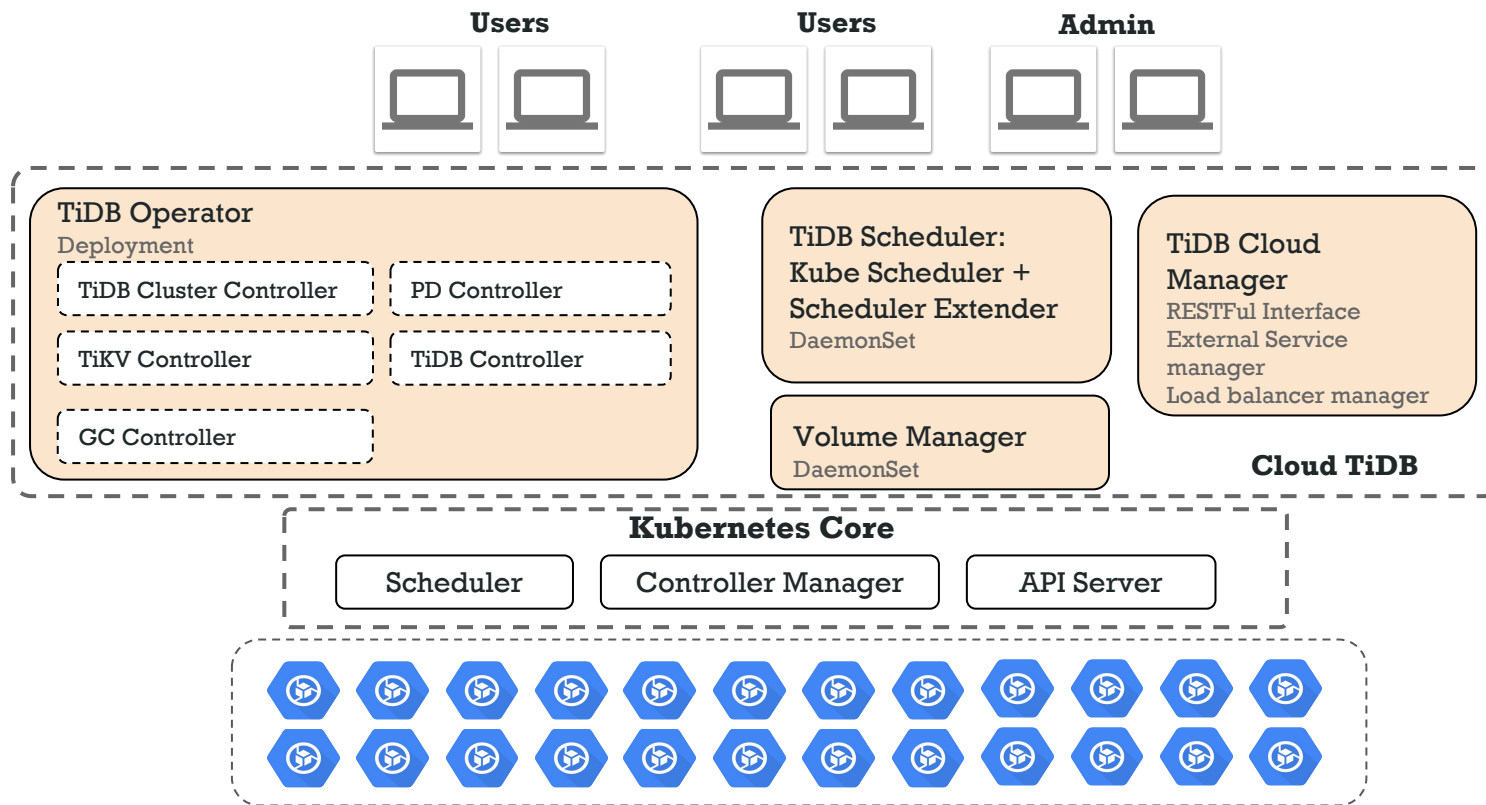 Users
Users
Admin
TiDB Operator
Deployment
TiDB Cluster Controller
PD Controller
TiKV Controller
TiDB Controller
GC Controller
TiDB Scheduler:
Kube Scheduler +
Scheduler Extender
DaemonSet
Volume Manager
DaemonSet
TiDB Cloud
Manager
RESTFul Interface
External Service
manager
Load balancer manager
Cloud TiDB
Kubernetes Core
Scheduler
Controller Manager
API Server